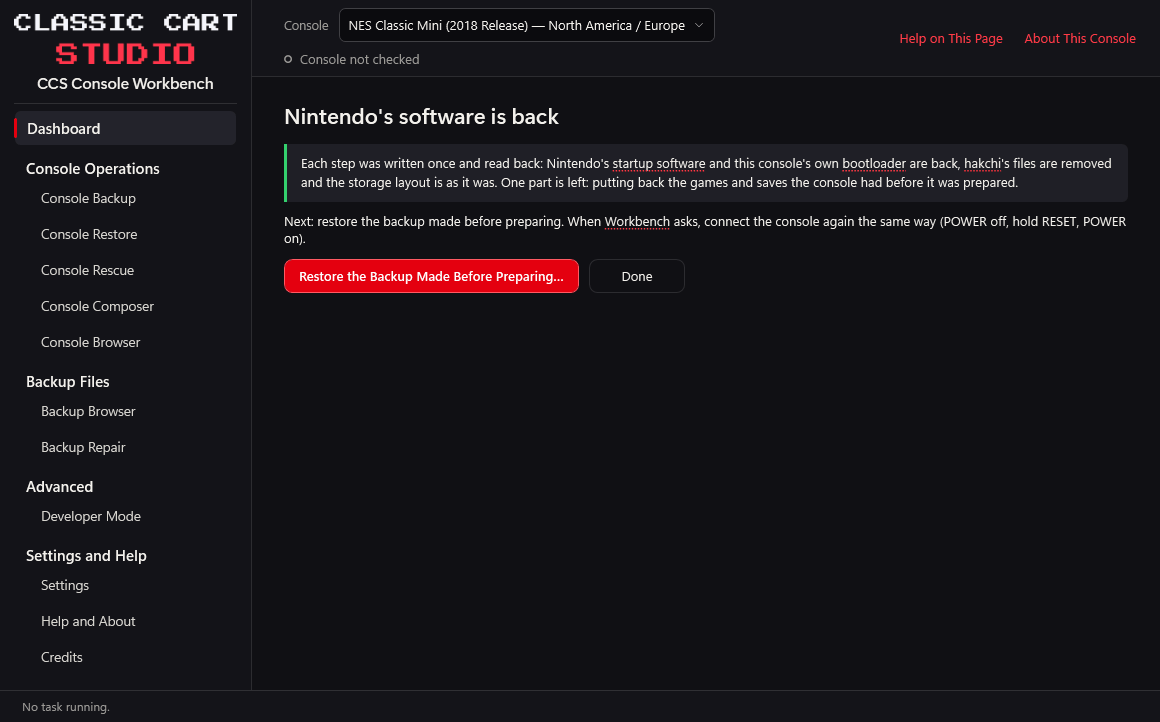 CLASSIC CART
STUDIO
CCS Console Workbench
Dashboard
Console Operations
Console Backup
Console Restore
Console Rescue
Console Composer
Console Browser
Backup Files
Backup Browser
Backup Repair
Advanced
Developer Mode
Settings and Help
Settings
Help and About
Credits
Console
NES Classic Mini (2018 Release) — North America / Europe
Console not checked
Help on This Page
About This Console
Nintendo's software is back
Each step was written once and read back: Nintendo's startup software and this console's own bootloader are back, hakchi's files are removed
and the storage layout is as it was. One part is left: putting back the games and saves the console had before it was prepared.
Next: restore the backup made before preparing. When Workbench asks, connect the console again the same way (POWER off, hold RESET, POWER
on).
Restore the Backup Made Before Preparing...
Done
No task running.